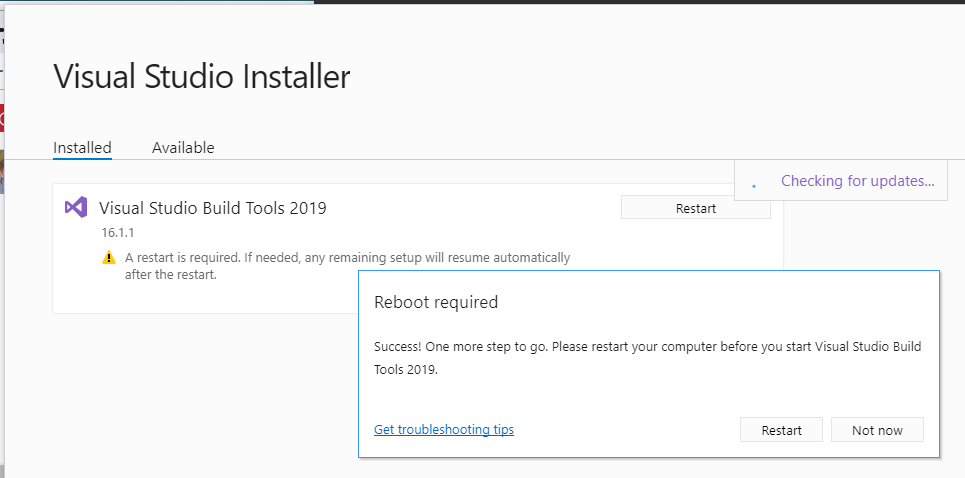 Visual Studio Installer
Installed Available
Checking for updates...
Visual Studio Build Tools 2019 Restart
16.1.1
A restart is required. If needed, any remaining setup will resume automatically
after the restart.
Reboot required
Success! One more step to go. Please restart your computer before you start Visual Studio Build
Tools 2019.
Get troubleshooting tips Restart Not now